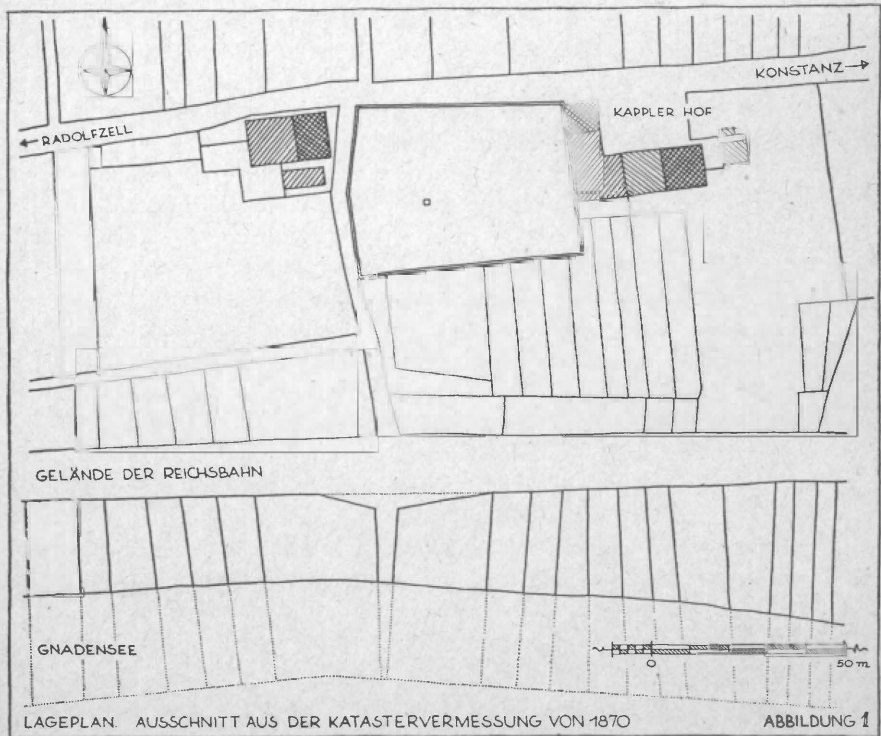 KONSTANZ →
KAPPLER HOF
← RADOLFZELL
GELÄNDE DER REICHSBAHN
GNADENSEE
0 50 m
LAGEPLAN. AUSSCHNITT AUS DER KATASTERVERMESSUNG VON 1870 ABBILDUNG 1